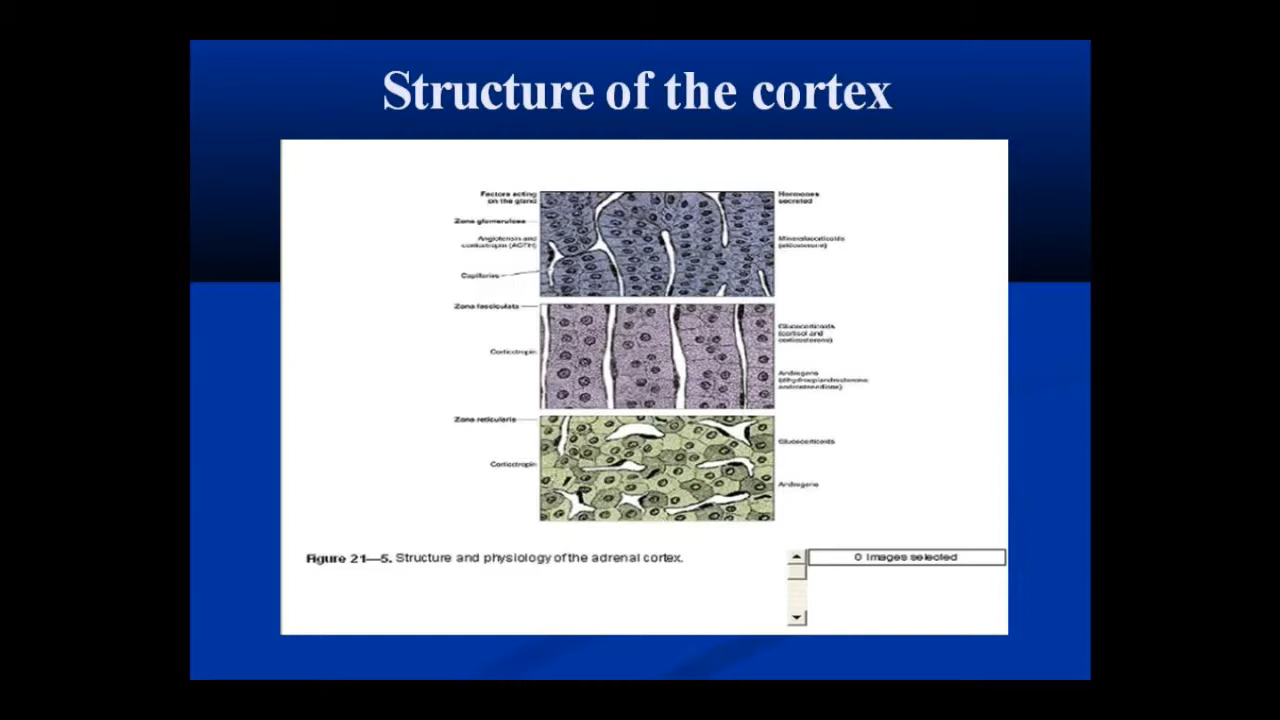 Structure of the cortex
Factors acting
on the gland
Hormones
secreted
Zona glomerulosa
Angiotensin and
corticotropin (ACTH)
Mineralocorticoids
(aldosterone)
Capillaries
Zona fasciculata
Glucocorticoids
(cortisol and
corticosterone)
Corticotropin
Androgens
(dihydroepiandrosterone
androstenedione)
Zona reticularis
Glucocorticoids
Corticotropin
Androgens
Figure 21—5. Structure and physiology of the adrenal cortex.
0 Images selected